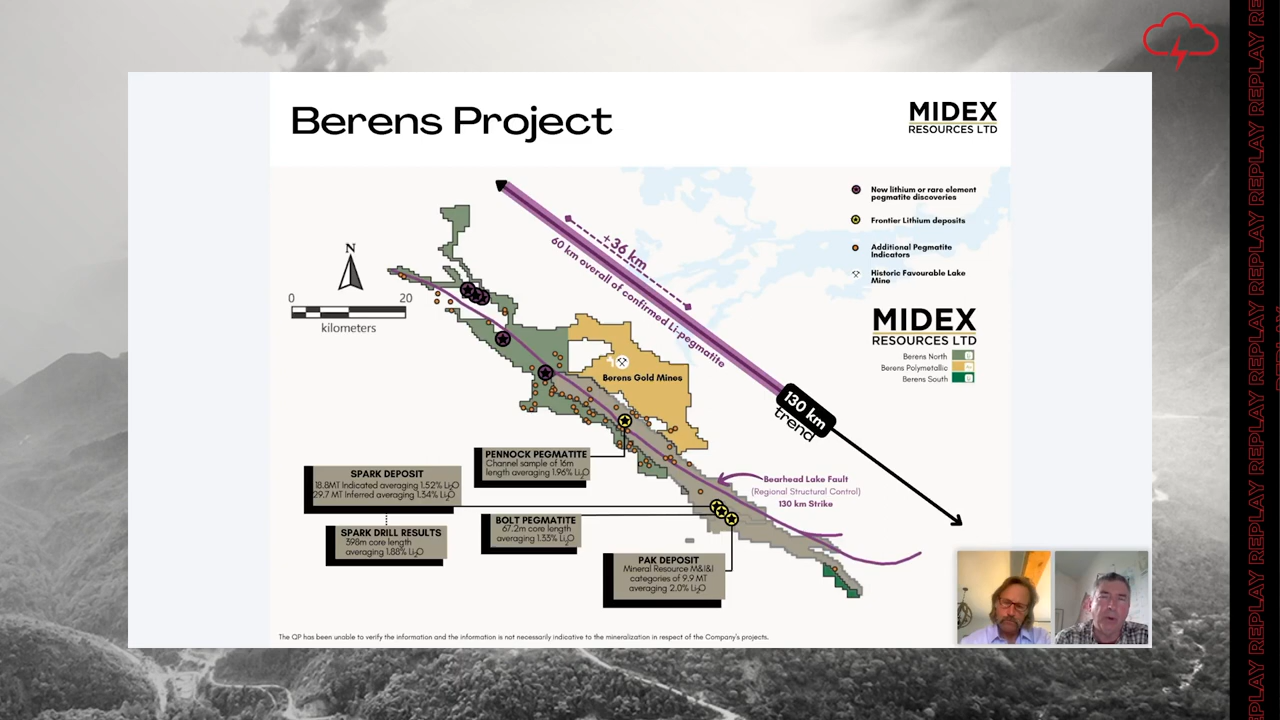 Berens Project
MIDEX
RESOURCES LTD
New lithium or rare element
pegmatite discoveries
Frontier Lithium deposits
Additional Pegmatite
Indicators
Historic Favourable Lake
Mine
N
0 20
kilometers
+36 km
60 km overall of confirmed Li-pegmatite
130 km
trend
MIDEX
RESOURCES LTD
Berens North
Berens Polymetallic
Berens South
Berens Gold Mines
PENNOCK PEGMATITE
Channel sample of 16m
length averaging 1.96% Li2O
SPARK DEPOSIT
18.8MT Indicated averaging 1.52% Li2O
29.7 MT Inferred averaging 1.34% Li2O
SPARK DRILL RESULTS
398m core length
averaging 1.88% Li2O
BOLT PEGMATITE
67.2m core length
averaging 1.33% Li2O
PAK DEPOSIT
Mineral Resource M&I&I
categories of 9.9 MT
averaging 2.0% Li2O
Bearhead Lake Fault
(Regional Structural Control)
130 km Strike
The QP has been unable to verify the information and the information is not necessarily indicative to the mineralization in respect of the Company's projects.
REPLAY REPLAY REPLAY REPLAY REPLAY REPLAY REPLAY REPLAY